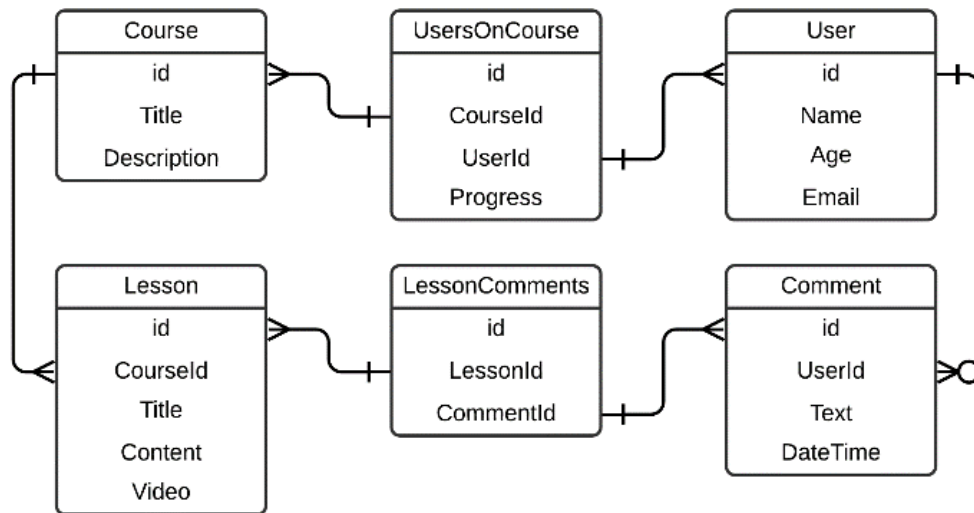 Course
id
Title
Description
UsersOnCourse
id
CourseId
UserId
Progress
User
id
Name
Age
Email
Lesson
id
CourseId
Title
Content
Video
LessonComments
id
LessonId
CommentId
Comment
id
UserId
Text
DateTime